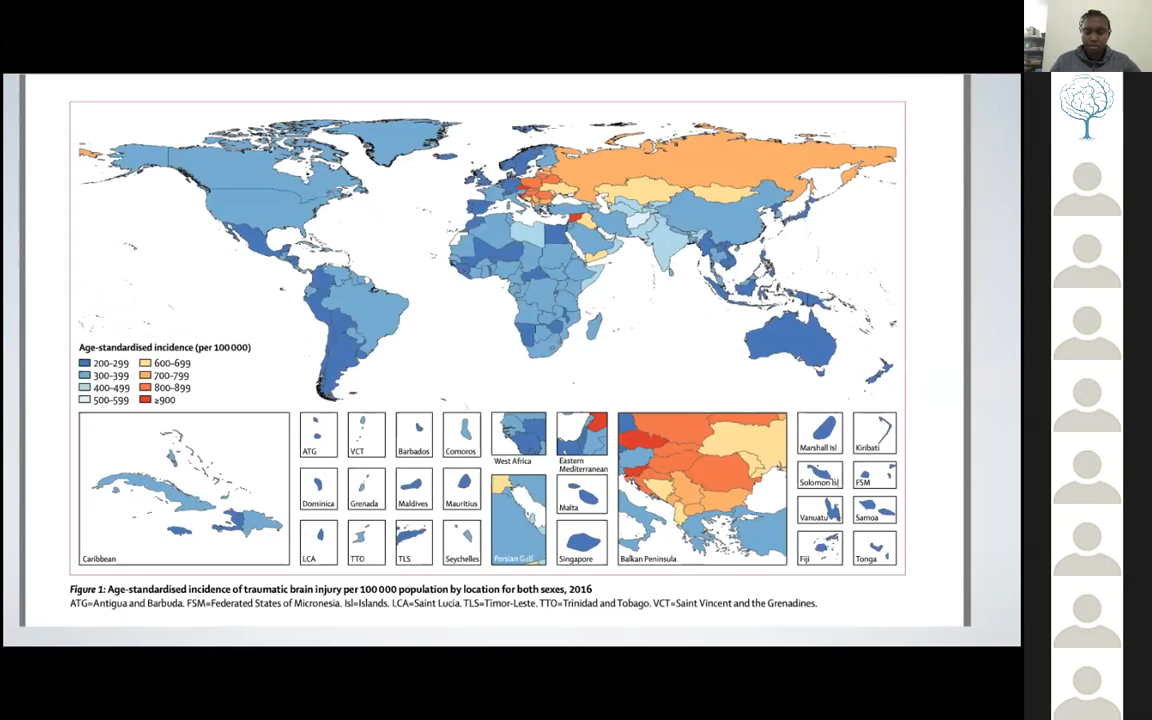 Age-standardised incidence (per 100 000)
200–299
300–399
400–499
500–599
600–699
700–799
800–899
≥900
Caribbean
ATG
VCT
Barbados
Comoros
West Africa
Eastern
Mediterranean
Dominica
Grenada
Maldives
Mauritius
Malta
LCA
TTO
TLS
Seychelles
Persian Gulf
Singapore
Balkan Peninsula
Marshall Isl
Kiribati
Solomon Isl
FSM
Vanuatu
Samoa
Fiji
Tonga
Figure 1: Age-standardised incidence of traumatic brain injury per 100 000 population by location for both sexes, 2016
ATG=Antigua and Barbuda. FSM=Federated States of Micronesia. Isl=Islands. LCA=Saint Lucia. TLS=Timor-Leste. TTO=Trinidad and Tobago. VCT=Saint Vincent and the Grenadines.